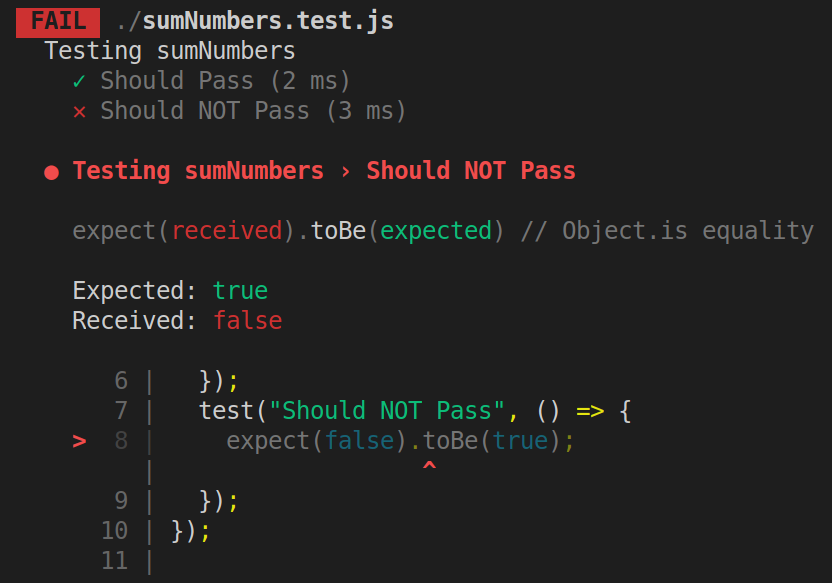 FAIL ./sumNumbers.test.js
Testing sumNumbers
✓ Should Pass (2 ms)
✕ Should NOT Pass (3 ms)
● Testing sumNumbers › Should NOT Pass
expect(received).toBe(expected) // Object.is equality
Expected: true
Received: false
6 |   });
7 |   test("Should NOT Pass", () => {
> 8 |     expect(false).toBe(true);
|                   ^
9 |   });
10 | });
11 |